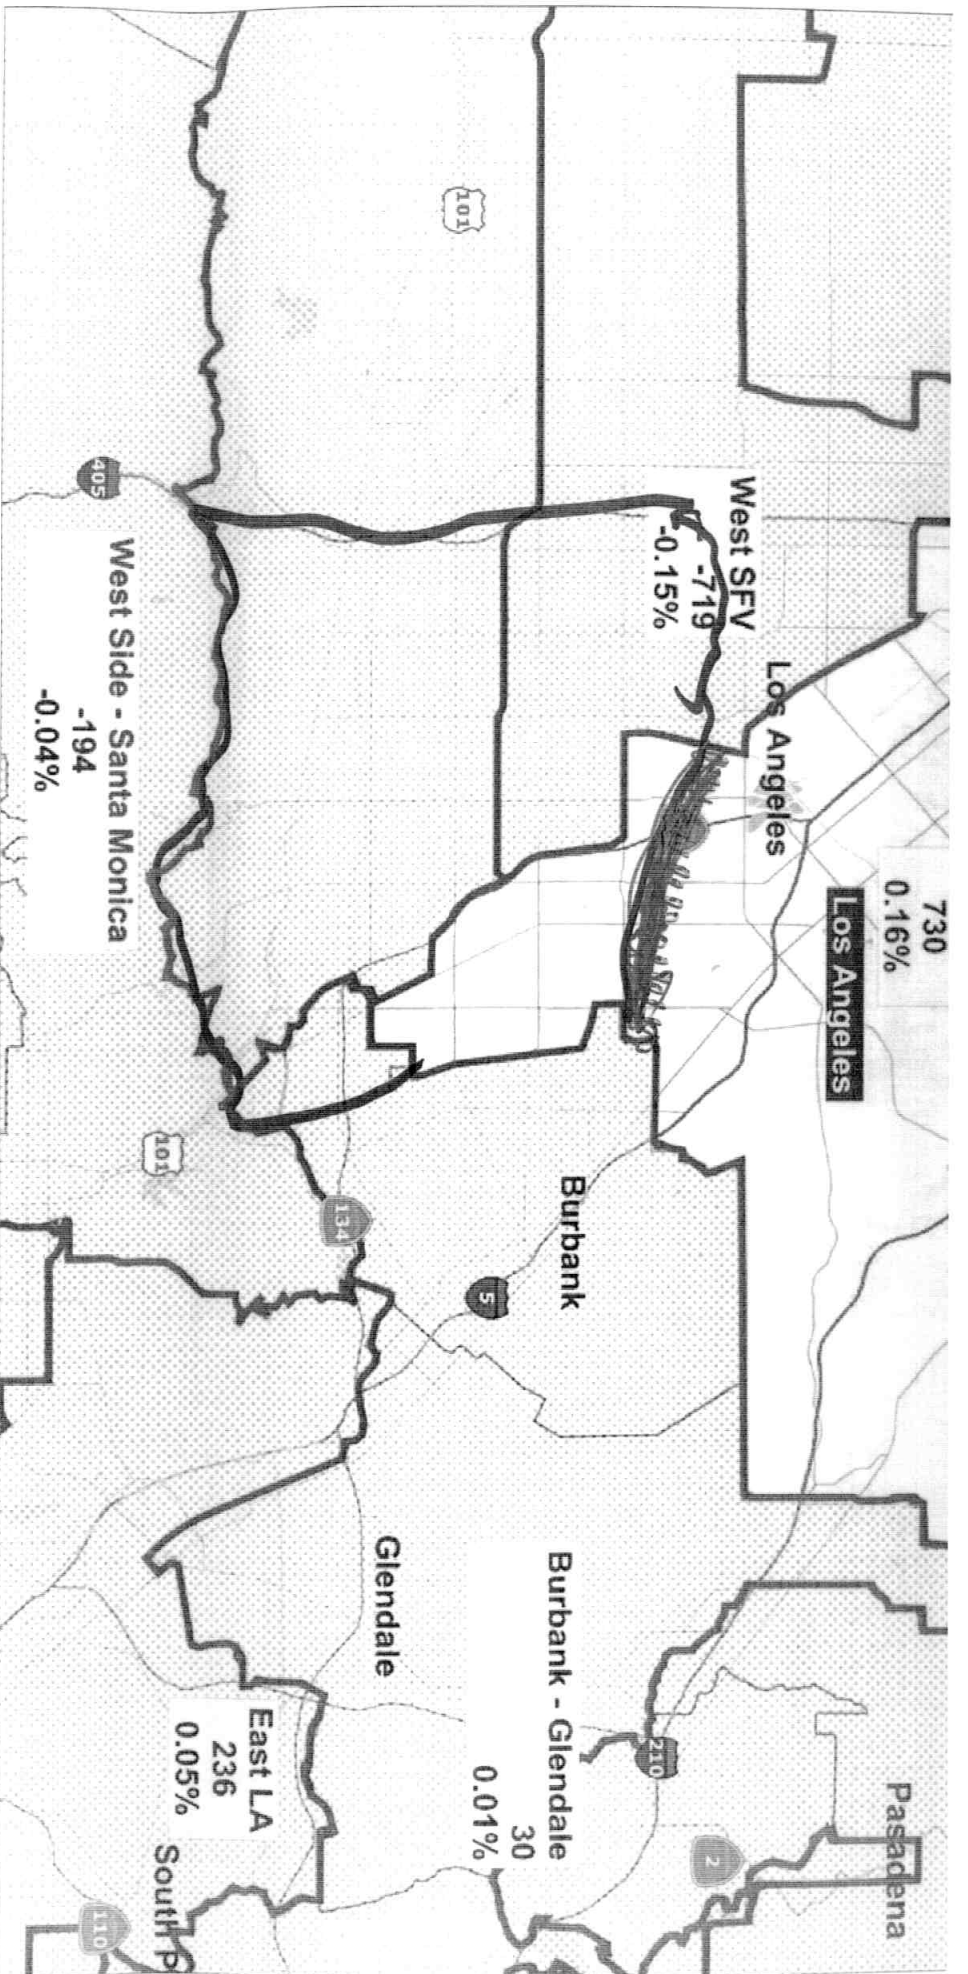 730
0.16%
Los Angeles
Los Angeles
West SFV
-719
-0.15%
101
405
West Side - Santa Monica
-194
-0.04%
101
134
Burbank
5
Glendale
Burbank - Glendale
30
0.01%
210
Pasadena
2
East LA
236
0.05%
South P
110